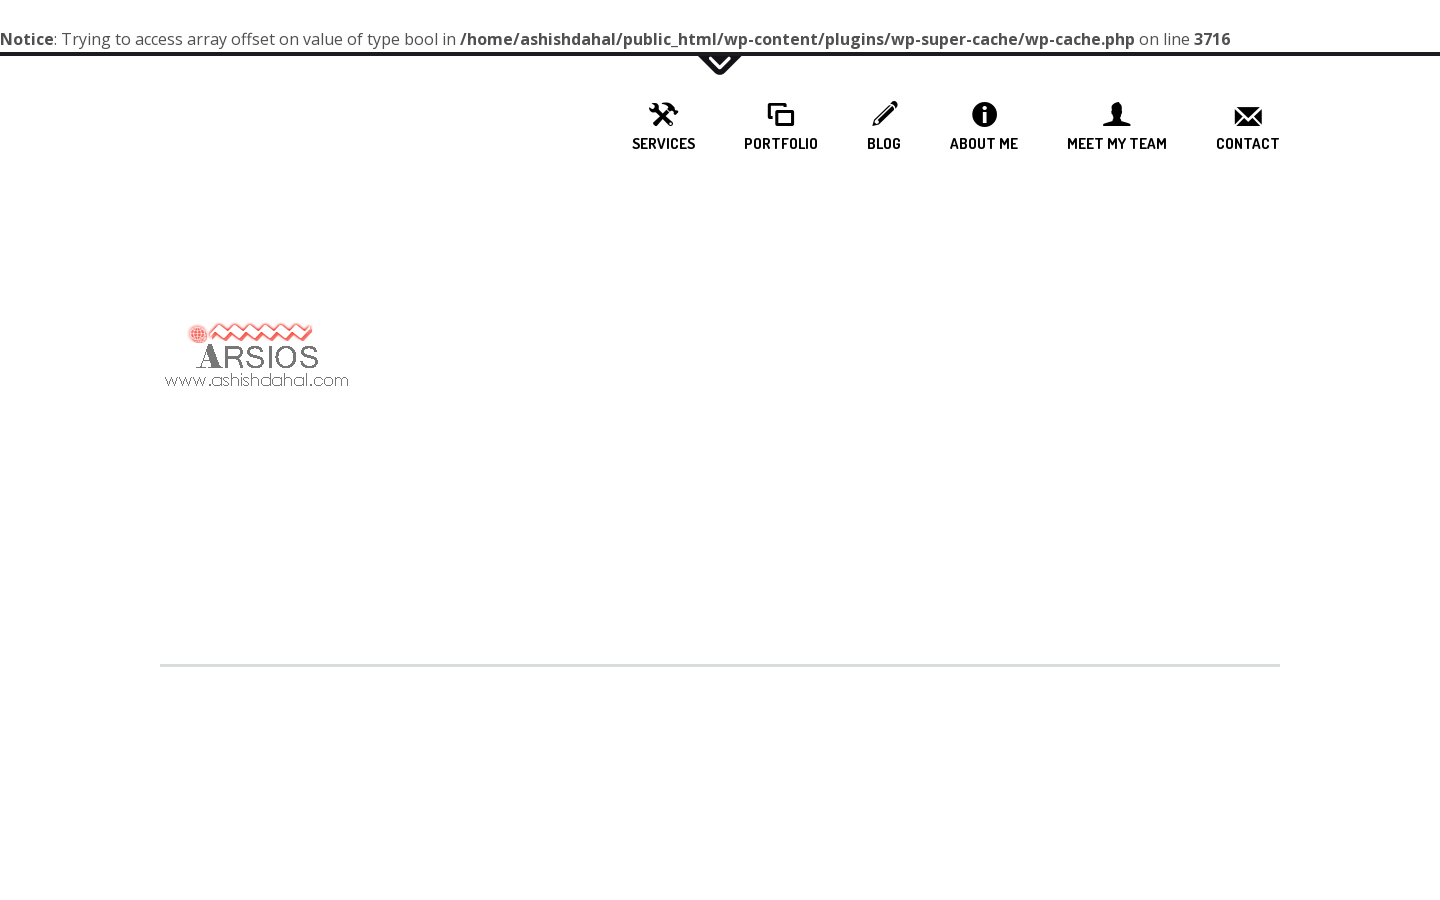 Notice: Trying to access array offset on value of type bool in /home/ashishdahal/public_html/wp-content/plugins/wp-super-cache/wp-cache.php on line 3716
SERVICES PORTFOLIO BLOG ABOUT ME MEET MY TEAM CONTACT
ARSIOS
www.ashishdahal.com